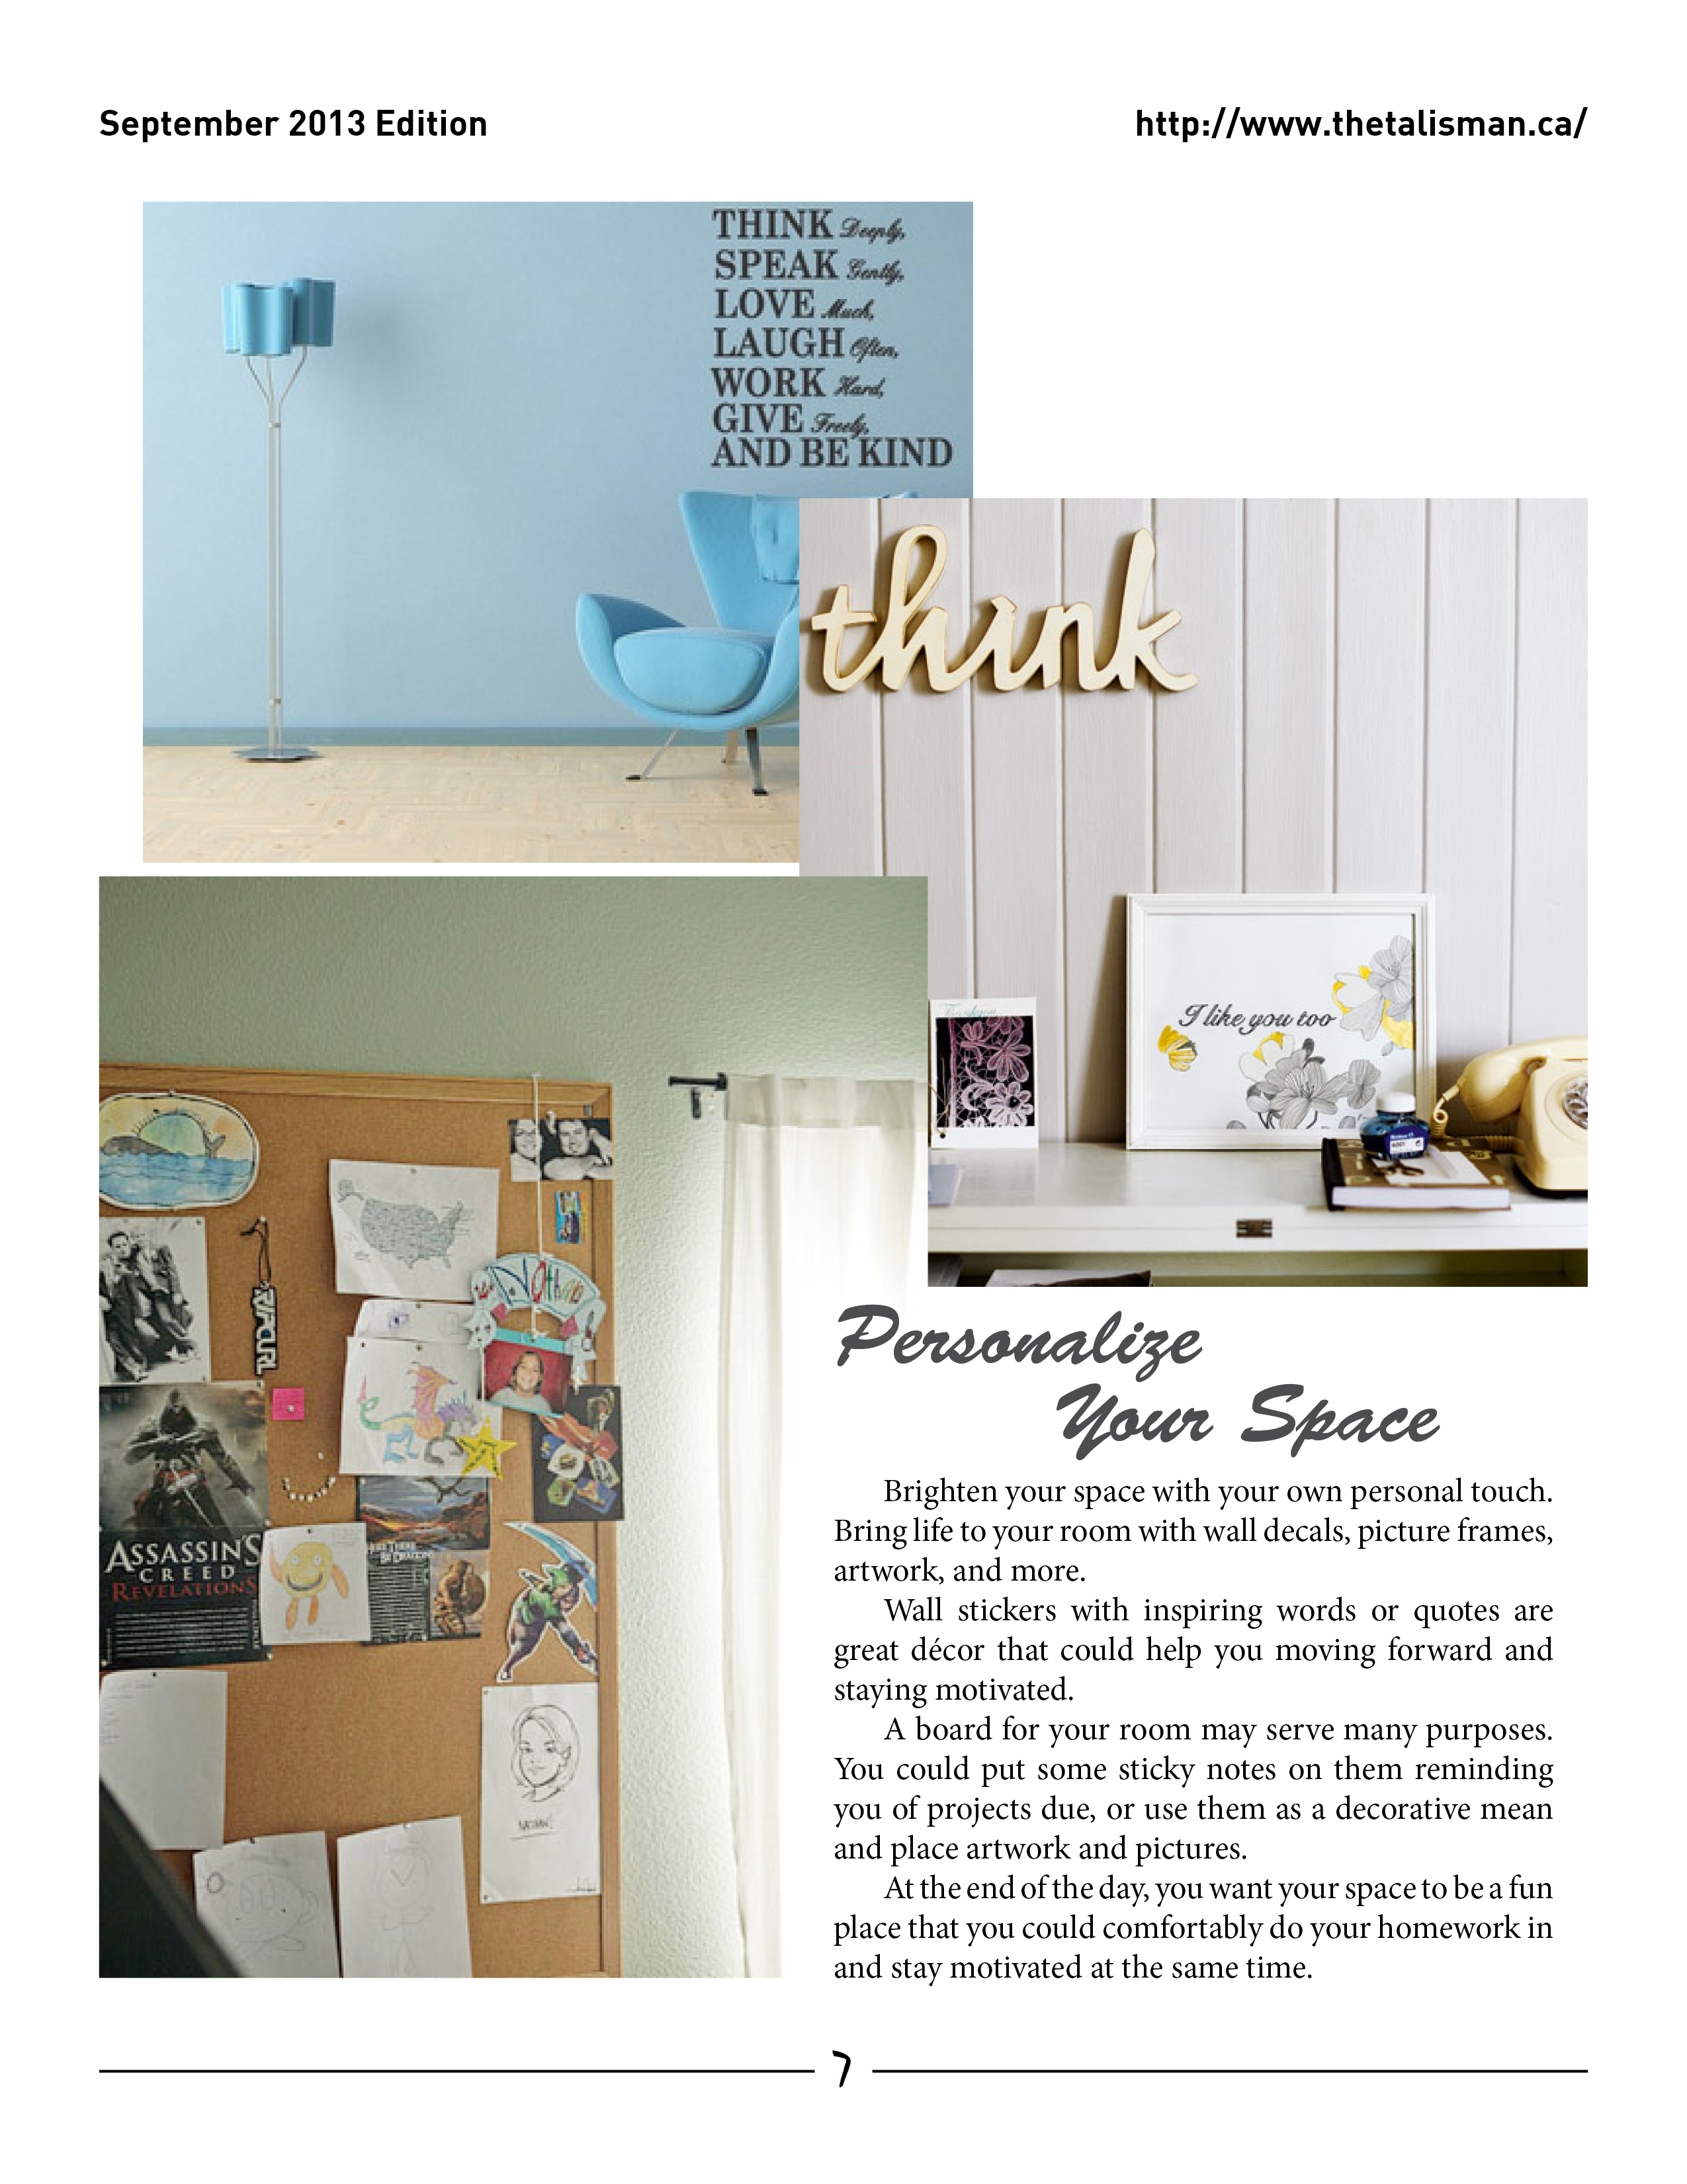 September 2013 Edition
http://www.thetalisman.ca/
THINK Deeply,
SPEAK Gently,
LOVE Much,
LAUGH Often,
WORK Hard,
GIVE Freely,
AND BE KIND
think
I like you too
RIPCURL
Nathan
ASSASSIN'S
CREED
REVELATIONS
HERE THERE
BE DRAGONS
NATHAN!
Personalize
Your Space
Brighten your space with your own personal touch.
Bring life to your room with wall decals, picture frames,
artwork, and more.
Wall stickers with inspiring words or quotes are
great décor that could help you moving forward and
staying motivated.
A board for your room may serve many purposes.
You could put some sticky notes on them reminding
you of projects due, or use them as a decorative mean
and place artwork and pictures.
At the end of the day, you want your space to be a fun
place that you could comfortably do your homework in
and stay motivated at the same time.
7